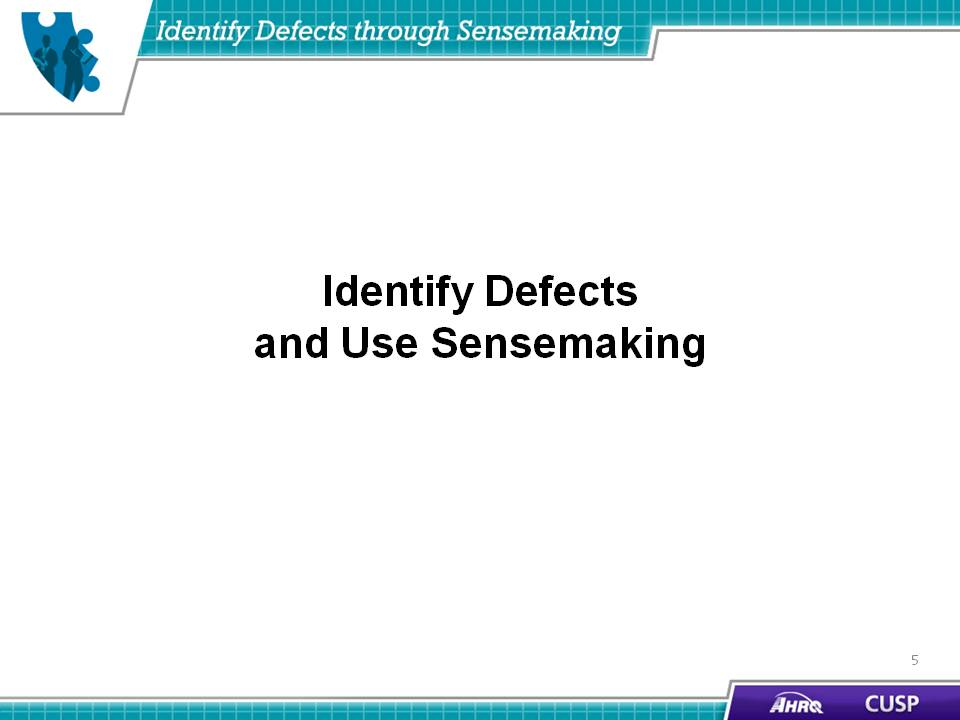 Identify Defects through Sensemaking
Identify Defects
and Use Sensemaking
5
AHRQ
CUSP